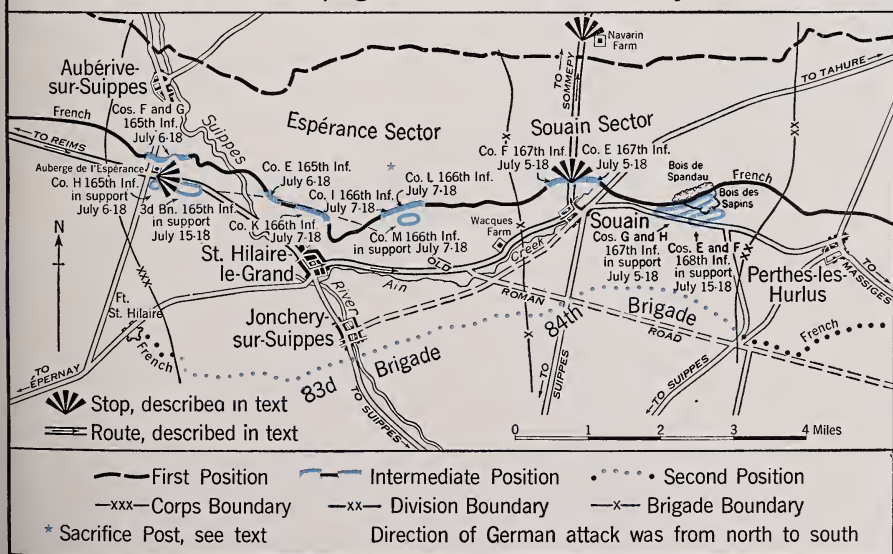 Navarin
Farm
Aubérive-
sur-Suippes
TO SOMMEPY
TO TAHURE
French
Cos. F and G
165th Inf.
July 6-18
Suippes
Espérance Sector
Souain Sector
TO REIMS
Auberge de l'Espérance
Co. H 165th Inf.
in support
July 6-18
3d Bn. 165th Inf.
in support
July 15-18
Co. E 165th Inf.
July 6-18
Co. I 166th Inf.
July 7-18
Co. L 166th Inf.
July 7-18
Co. K 166th Inf.
July 7-18
Co. M 166th Inf.
in support July 7-18
Co. F 167th Inf.
July 5-18
Co. E 167th Inf.
July 5-18
Bois de
Spandau
French
Bois des
Sapins
N
Wacques
Farm
Souain
Cos. G and H
167th Inf.
in support
July 5-18
Cos. E and F
168th Inf.
in support
July 15-18
Perthes-les-
Hurlus
TO MASSIGES
St. Hilaire-
le-Grand
Ain Creek
OLD ROMAN ROAD
River
Ft.
St. Hilaire
French
Jonchery-
sur-Suippes
83d Brigade
84th Brigade
French
TO
EPERNAY
TO SUIPPES
TO
SUIPPES
TO SUIPPES
Stop, described in text
Route, described in text
0 1 2 3 4 Miles
First Position
Intermediate Position
Second Position
xxx Corps Boundary
xx Division Boundary
x Brigade Boundary
* Sacrifice Post, see text
Direction of German attack was from north to south